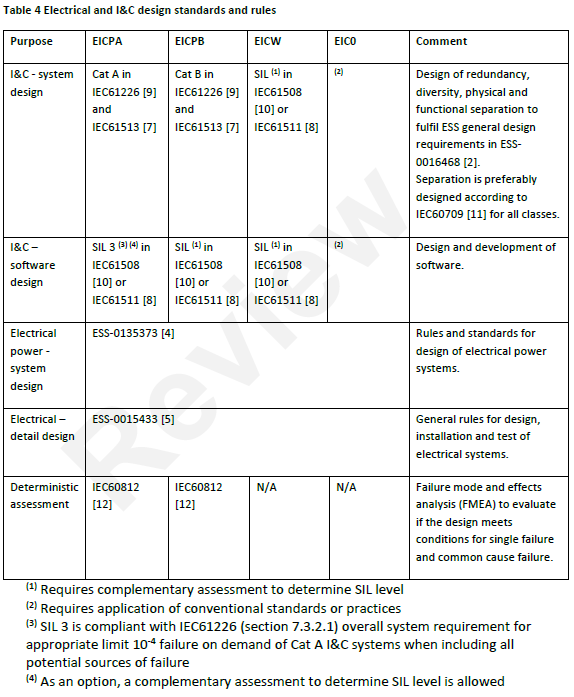 Table 4 Electrical and I&C design standards and rules
Purpose EICPA EICPB EICW EIC0 Comment
I&C - system design
Cat A in IEC61226 [9] and IEC61513 [7]
Cat B in IEC61226 [9] and IEC61513 [7]
SIL (1) in IEC61508 [10] or IEC61511 [8]
(2)
Design of redundancy,
diversity, physical and
functional separation to
fulfil ESS general design
requirements in ESS-
0016468 [2].
Separation is preferably
designed according to
IEC60709 [11] for all classes.
I&C –
software
design
SIL 3 (3) (4) in
IEC61508
[10] or
IEC61511 [8]
SIL (1) in
IEC61508
[10] or
IEC61511 [8]
SIL (1) in
IEC61508
[10] or
IEC61511 [8]
(2)
Design and development of
software.
Electrical
power -
system
design
ESS-0135373 [4]
Rules and standards for
design of electrical power
systems.
Electrical –
detail design
ESS-0015433 [5]
General rules for design,
installation and test of
electrical systems.
Deterministic
assessment
IEC60812
[12]
IEC60812
[12]
N/A
N/A
Failure mode and effects
analysis (FMEA) to evaluate
if the design meets
conditions for single failure
and common cause failure.
(1) Requires complementary assessment to determine SIL level
(2) Requires application of conventional standards or practices
(3) SIL 3 is compliant with IEC61226 (section 7.3.2.1) overall system requirement for
appropriate limit 10-4 failure on demand of Cat A I&C systems when including all
potential sources of failure
(4) As an option, a complementary assessment to determine SIL level is allowed
Review